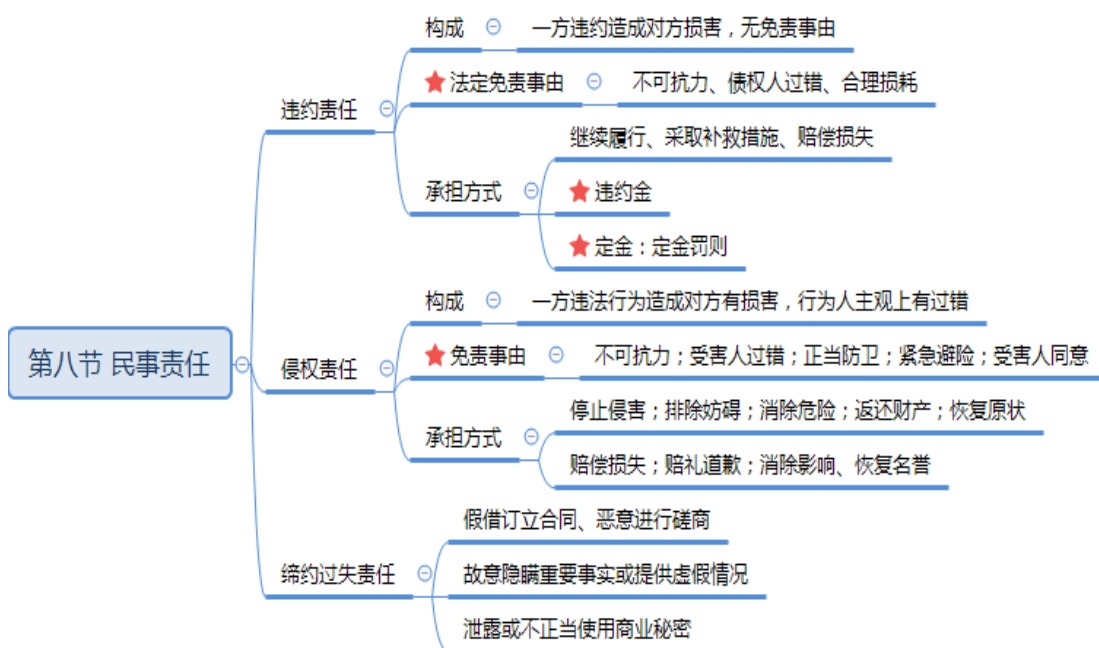 第八节 民事责任
违约责任
构成
一方违约造成对方损害，无免责事由
法定免责事由
不可抗力、债权人过错、合理损耗
承担方式
继续履行、采取补救措施、赔偿损失
违约金
定金：定金罚则
侵权责任
构成
一方违法行为造成对方有损害，行为人主观上有过错
免责事由
不可抗力；受害人过错；正当防卫；紧急避险；受害人同意
承担方式
停止侵害；排除妨碍；消除危险；返还财产；恢复原状
赔偿损失；赔礼道歉；消除影响、恢复名誉
缔约过失责任
假借订立合同、恶意进行磋商
故意隐瞒重要事实或提供虚假情况
泄露或不正当使用商业秘密